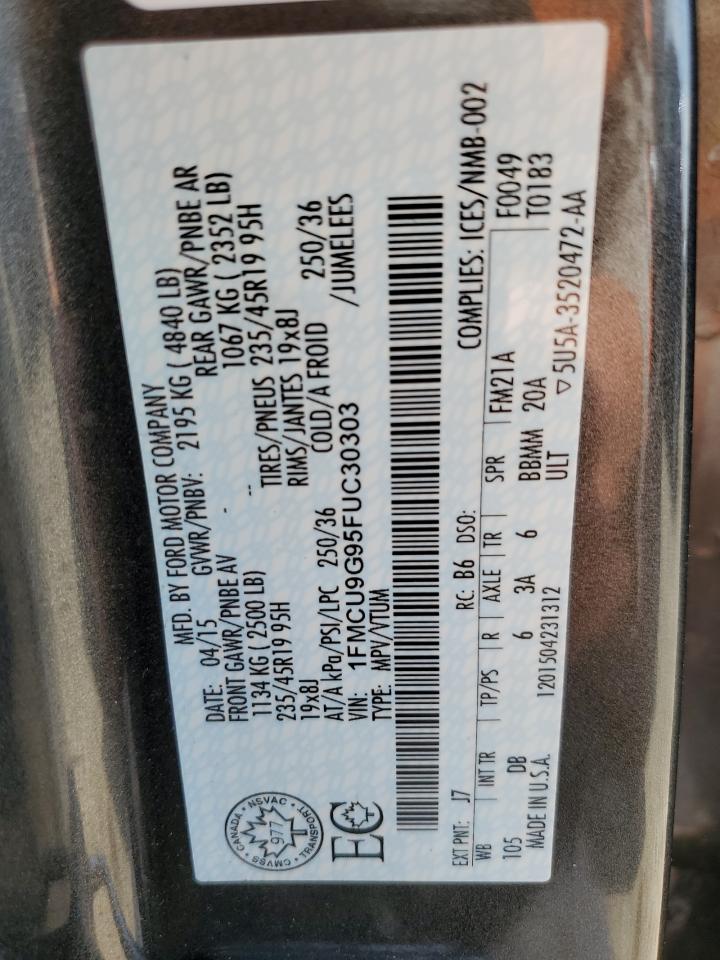 MFD. BY FORD MOTOR COMPANY
DATE: 04/15 GVWR/PNBV: 2195 KG ( 4840 LB)
FRONT GAWR/PNBE AV - REAR GAWR/PNBE AR
1134 KG (2500 LB) 1067 KG ( 2352 LB)
235/45R19 95H -- TIRES/PNEUS 235/45R19 95H
19x8J RIMS/JANTES 19x8J
AT/A kPa/PSI/LPC 250/36 COLD/A FROID 250/36
VIN: 1FMCU9G95FUC30303 /JUMELEES
TYPE: MPV/VTUM
CANADA • NSVAC • TRANSPORT • CMVSS •
977
T
EC
COMPLIES: ICES/NMB-002
EXT PNT: J7 RC: B6 DSO:
WB INT TR TP/PS R AXLE TR SPR FM21A F0049
105 DB 6 3A 6 BBMM 20A T0183
ULT
MADE IN U.S.A. 1201504231312 ▽5U5A-3520472-AA